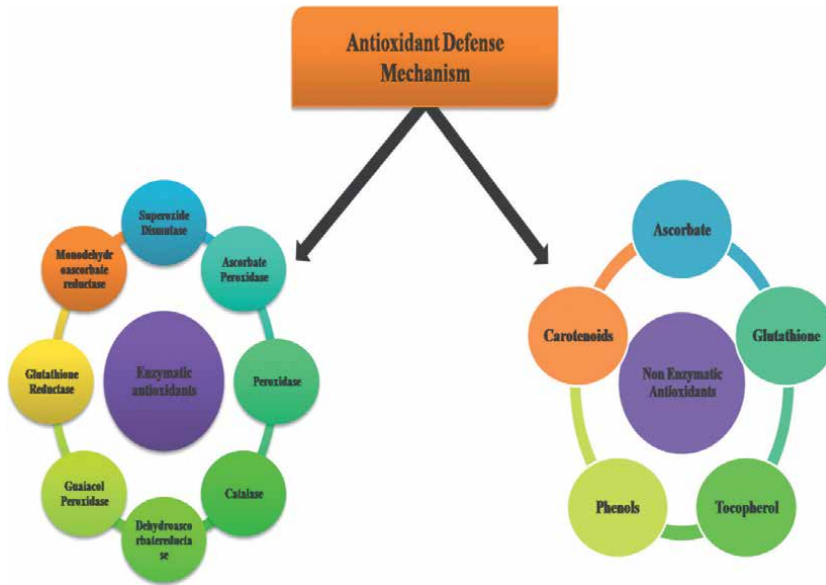 Antioxidant Defense
Mechanism
Superoxide
Dismutase
Ascorbate
Peroxidase
Peroxidase
Catalase
Dehydroasco
rbatereducta
se
Guaiacol
Peroxidase
Glutathione
Reductase
Monodehydr
oascorbate
reductase
Enzymatic
antioxidants
Ascorbate
Glutathione
Tocopherol
Phenols
Carotenoids
Non Enzymatic
Antioxidants